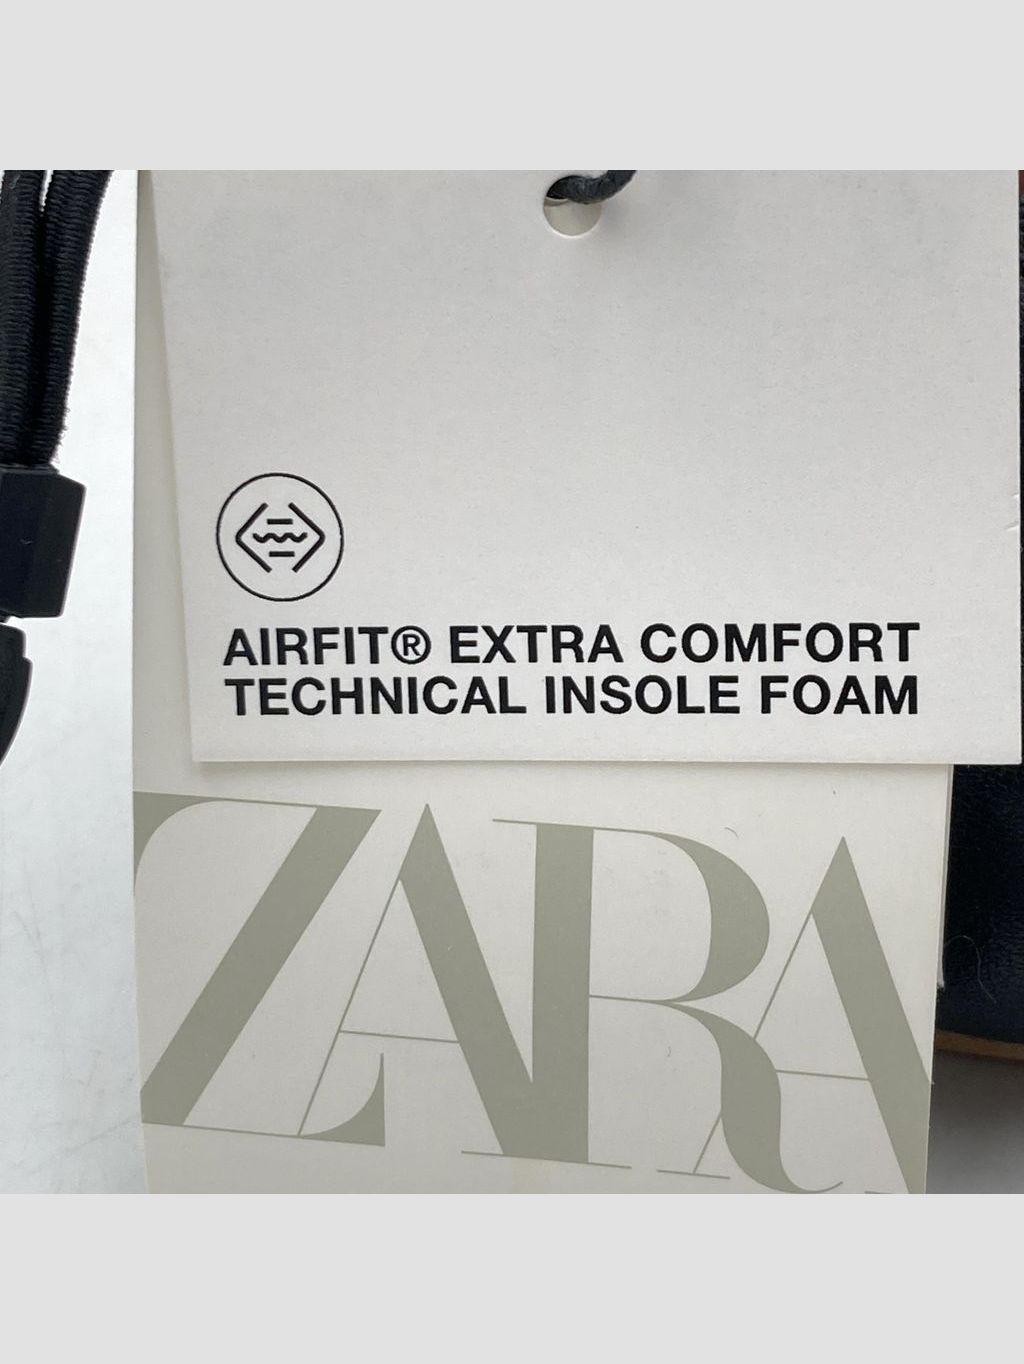 AIRFIT® EXTRA COMFORT
TECHNICAL INSOLE FOAM
ZARA